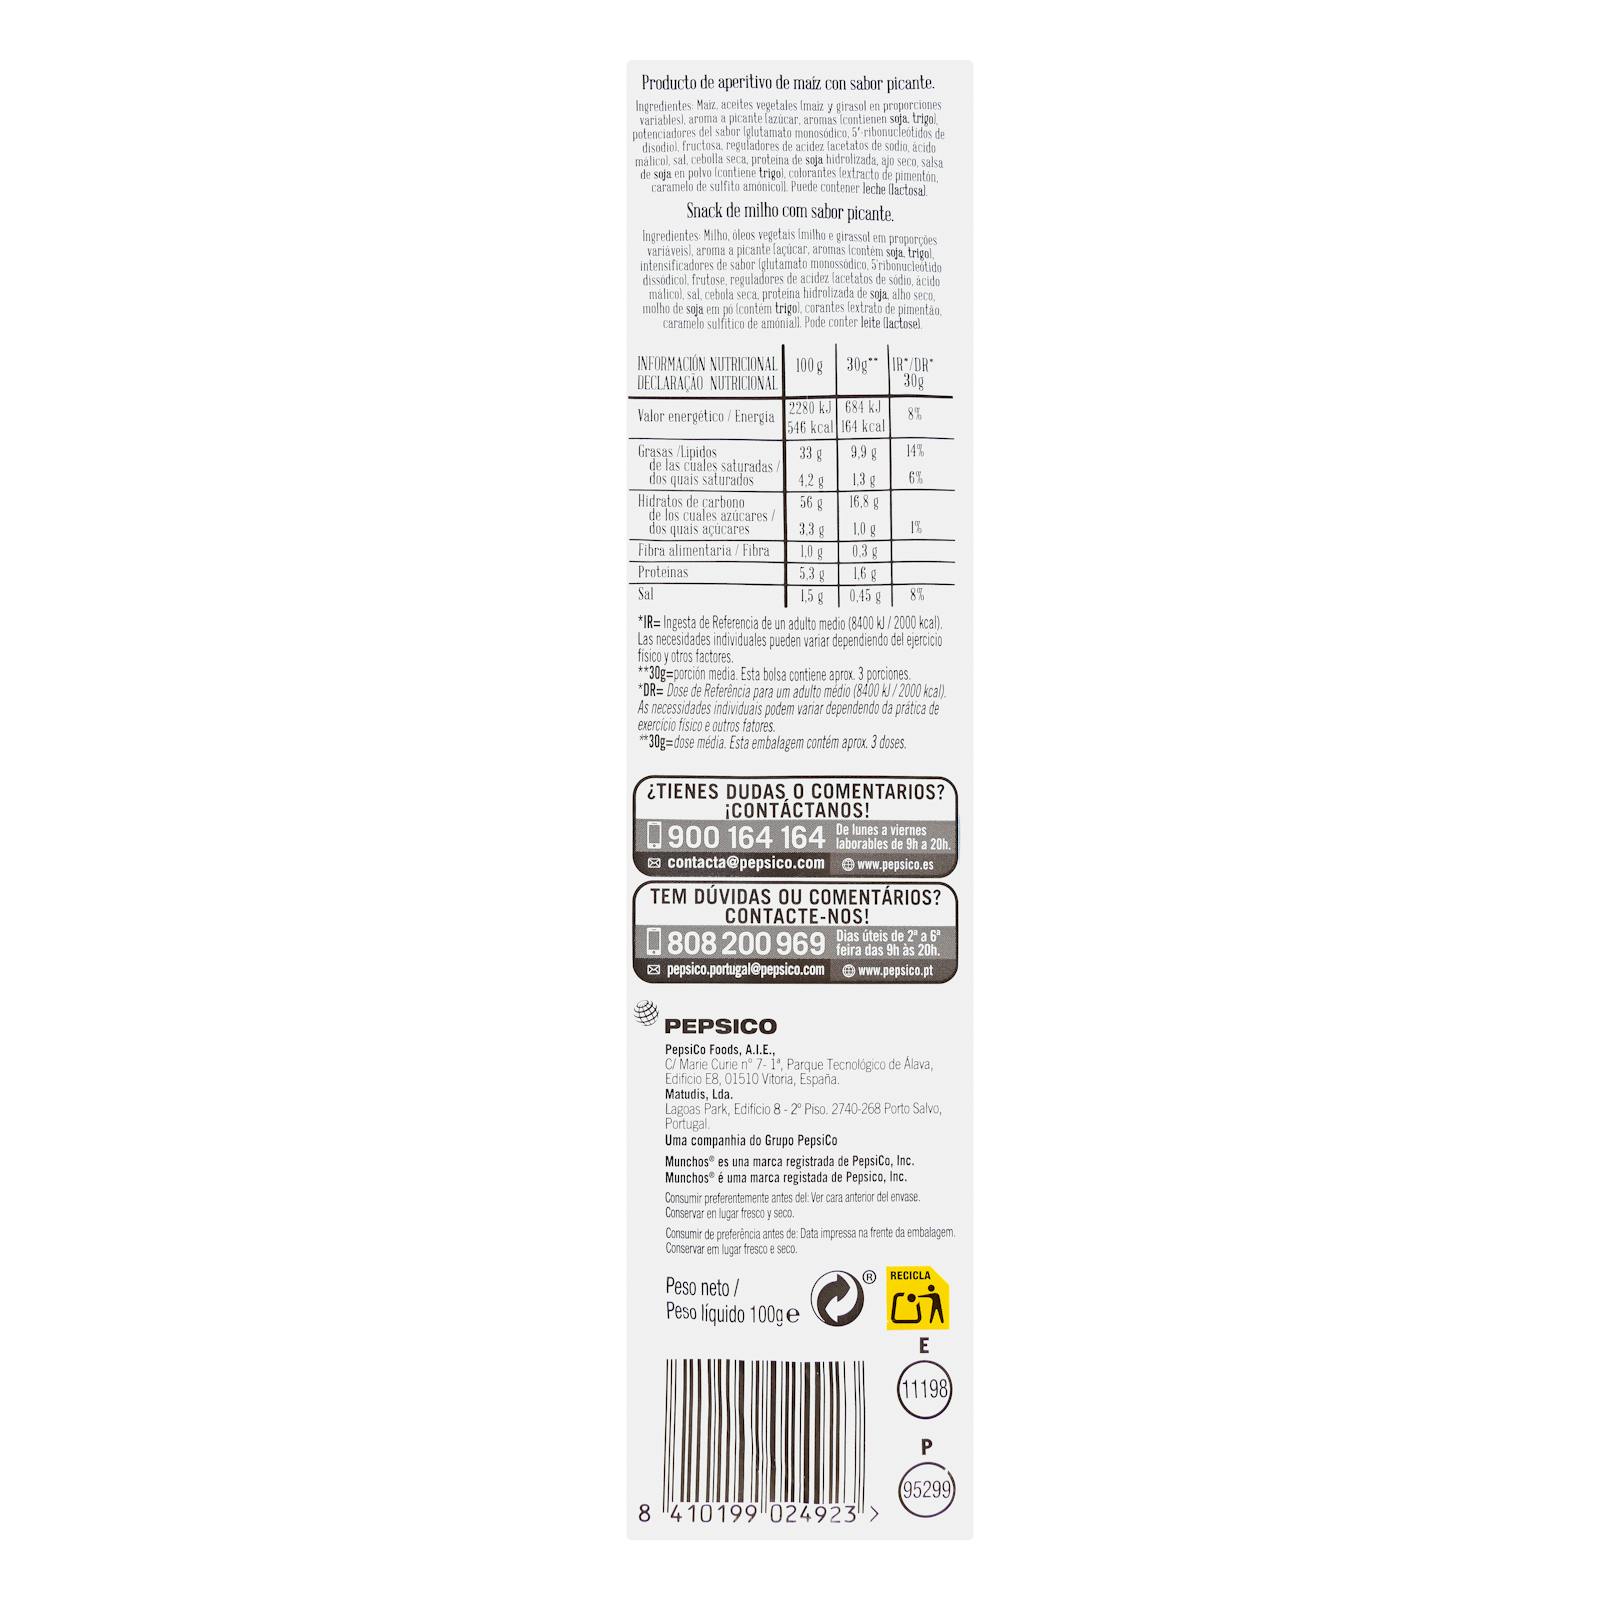 Producto de aperitivo de maíz con sabor picante.
Ingredientes: Maíz, aceites vegetales (maíz y girasol en proporciones
variables), aroma a picante [azúcar, aromas (contienen soja, trigo),
potenciadores del sabor (glutamato monosódico, 5'-ribonucleótidos de
disodio), fructosa, reguladores de acidez (acetatos de sodio, ácido
málico), sal, cebolla seca, proteína de soja hidrolizada, ajo seco, salsa
de soja en polvo (contiene trigo), colorantes (extracto de pimentón,
caramelo de sulfito amónico)]. Puede contener leche (lactosa).
Snack de milho com sabor picante.
Ingredientes: Milho, óleos vegetais (milho e girassol em proporções
variáveis), aroma a picante [açúcar, aromas (contém soja, trigo),
intensificadores de sabor (glutamato monossódico, 5'ribonucleótido
dissódico), frutose, reguladores de acidez (acetatos de sódio, ácido
málico), sal, cebola seca, proteína hidrolizada de soja, alho seco,
molho de soja em pó (contém trigo), corantes (extrato de pimentão,
caramelo sulfítico de amónia)]. Pode conter leite (lactose).
INFORMACIÓN NUTRICIONAL 100 g 30g** IR*/DR*
DECLARAÇÃO NUTRICIONAL 30g
Valor energético / Energia 2280 kJ 684 kJ 8%
546 kcal 164 kcal
Grasas /Lípidos 33 g 9,9 g 14%
de las cuales saturadas /
dos quais saturados 4,2 g 1,3 g 6%
Hidratos de carbono 56 g 16,8 g
de los cuales azúcares /
dos quais açúcares 3,3 g 1,0 g 1%
Fibra alimentaria / Fibra 1,0 g 0,3 g
Proteínas 5,3 g 1,6 g
Sal 1,5 g 0,45 g 8%
*IR= Ingesta de Referencia de un adulto medio (8400 kJ / 2000 kcal).
Las necesidades individuales pueden variar dependiendo del ejercicio
físico y otros factores.
**30g=porción media. Esta bolsa contiene aprox. 3 porciones.
*DR= Dose de Referência para um adulto médio (8400 kJ / 2000 kcal).
As necessidades individuais podem variar dependendo da prática de
exercício físico e outros fatores.
**30g=dose média. Esta embalagem contém aprox. 3 doses.
¿TIENES DUDAS O COMENTARIOS?
¡CONTÁCTANOS!
900 164 164 De lunes a viernes
laborables de 9h a 20h.
contacta@pepsico.com www.pepsico.es
TEM DÚVIDAS OU COMENTÁRIOS?
CONTACTE-NOS!
808 200 969 Dias úteis de 2ª a 6ª
feira das 9h às 20h.
pepsico.portugal@pepsico.com www.pepsico.pt
PEPSICO
PepsiCo Foods, A.I.E.,
C/ Marie Curie nº 7- 1ª, Parque Tecnológico de Álava,
Edificio E8, 01510 Vitoria, España.
Matudis, Lda.
Lagoas Park, Edifício 8 - 2º Piso. 2740-268 Porto Salvo,
Portugal.
Uma companhia do Grupo PepsiCo
Munchos® es una marca registrada de PepsiCo, Inc.
Munchos® é uma marca registada de Pepsico, Inc.
Consumir preferentemente antes del: Ver cara anterior del envase.
Conservar en lugar fresco y seco.
Consumir de preferência antes de: Data impressa na frente da embalagem.
Conservar em lugar fresco e seco.
Peso neto /
Peso líquido 100g e
®
RECICLA
E
11198
P
95299
8 410199 024923 >